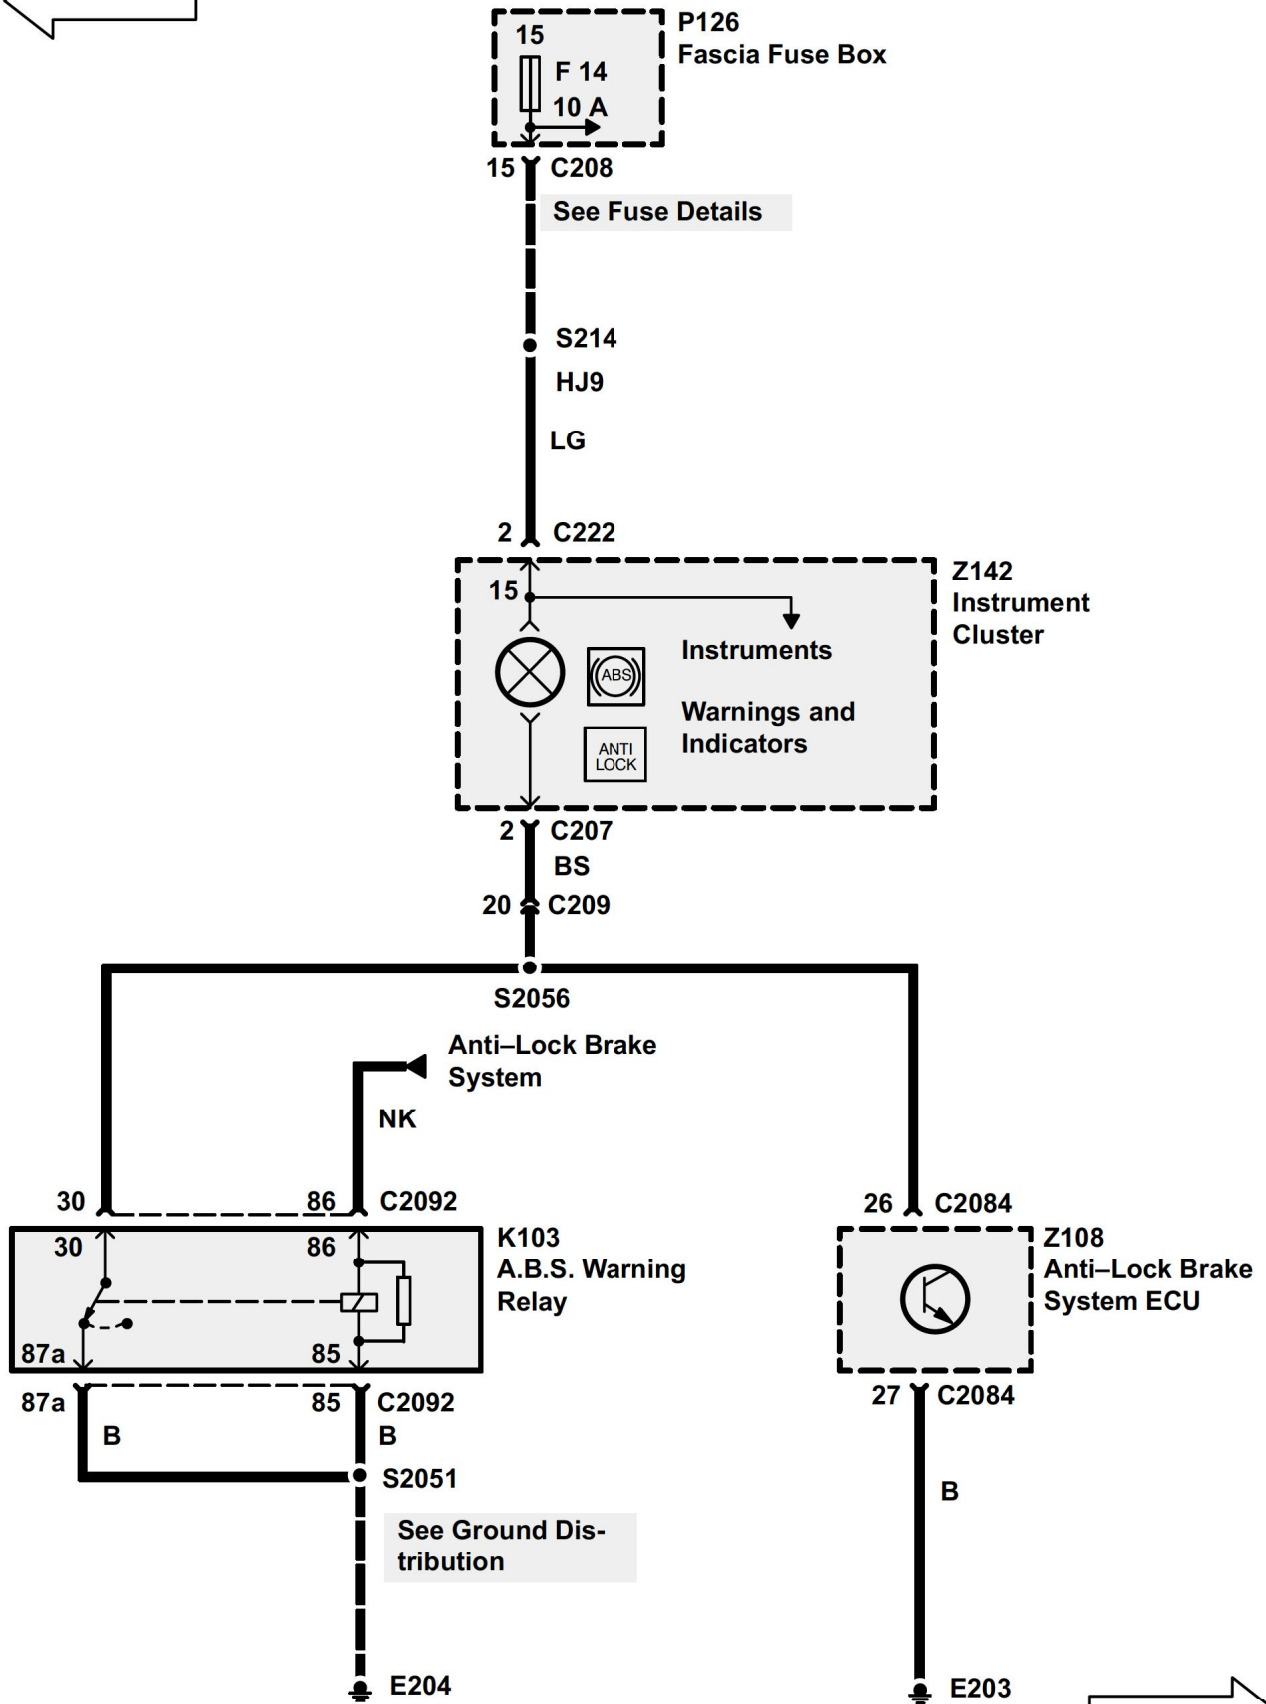 P126
Fascia Fuse Box
15
F 14
10 A
15 C208
See Fuse Details
S214
HJ9
LG
2 C222
Z142
Instrument
Cluster
15
ABS
Instruments
ANTI
LOCK
Warnings and
Indicators
2 C207
BS
20 C209
S2056
Anti–Lock Brake
System
NK
30 86 C2092
26 C2084
30 86
K103
A.B.S. Warning
Relay
Z108
Anti–Lock Brake
System ECU
87a 85
87a 85 C2092
27 C2084
B B
S2051
B
See Ground Dis-
tribution
E204
E203